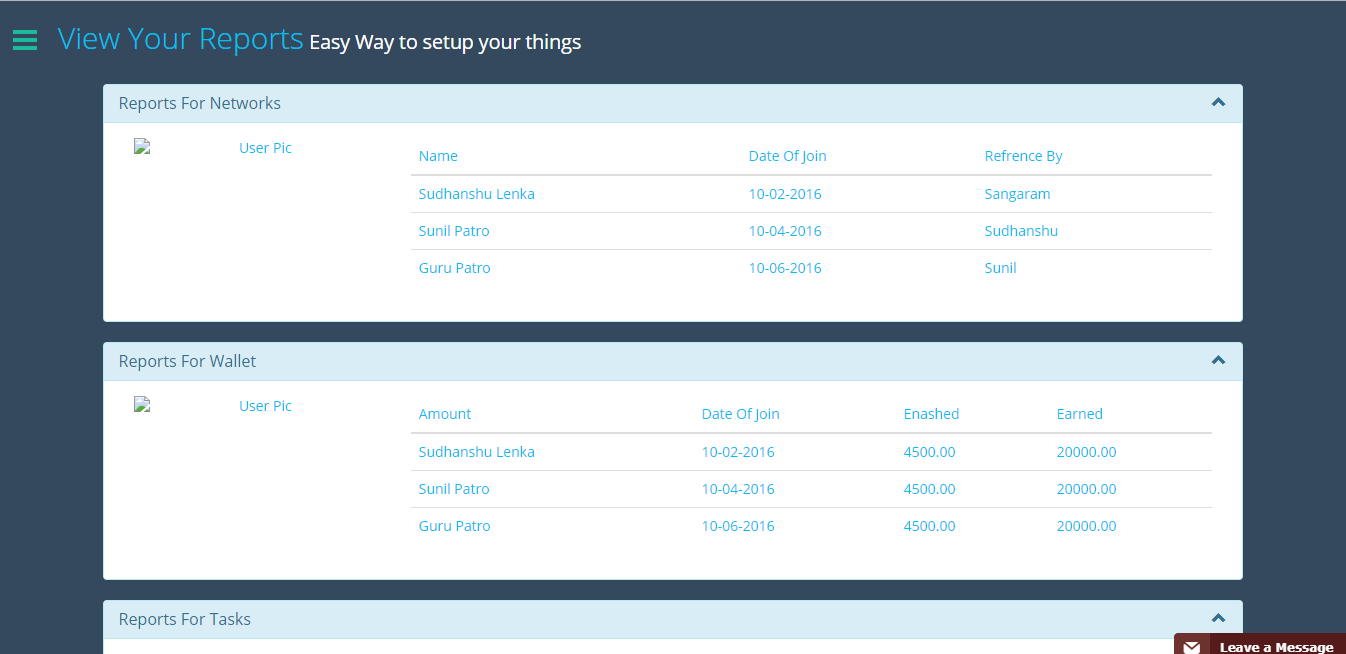 View Your Reports Easy Way to setup your things
Reports For Networks
User Pic
Name Date Of Join Refrence By
Sudhanshu Lenka 10-02-2016 Sangaram
Sunil Patro 10-04-2016 Sudhanshu
Guru Patro 10-06-2016 Sunil
Reports For Wallet
User Pic
Amount Date Of Join Enashed Earned
Sudhanshu Lenka 10-02-2016 4500.00 20000.00
Sunil Patro 10-04-2016 4500.00 20000.00
Guru Patro 10-06-2016 4500.00 20000.00
Reports For Tasks
Leave a Message